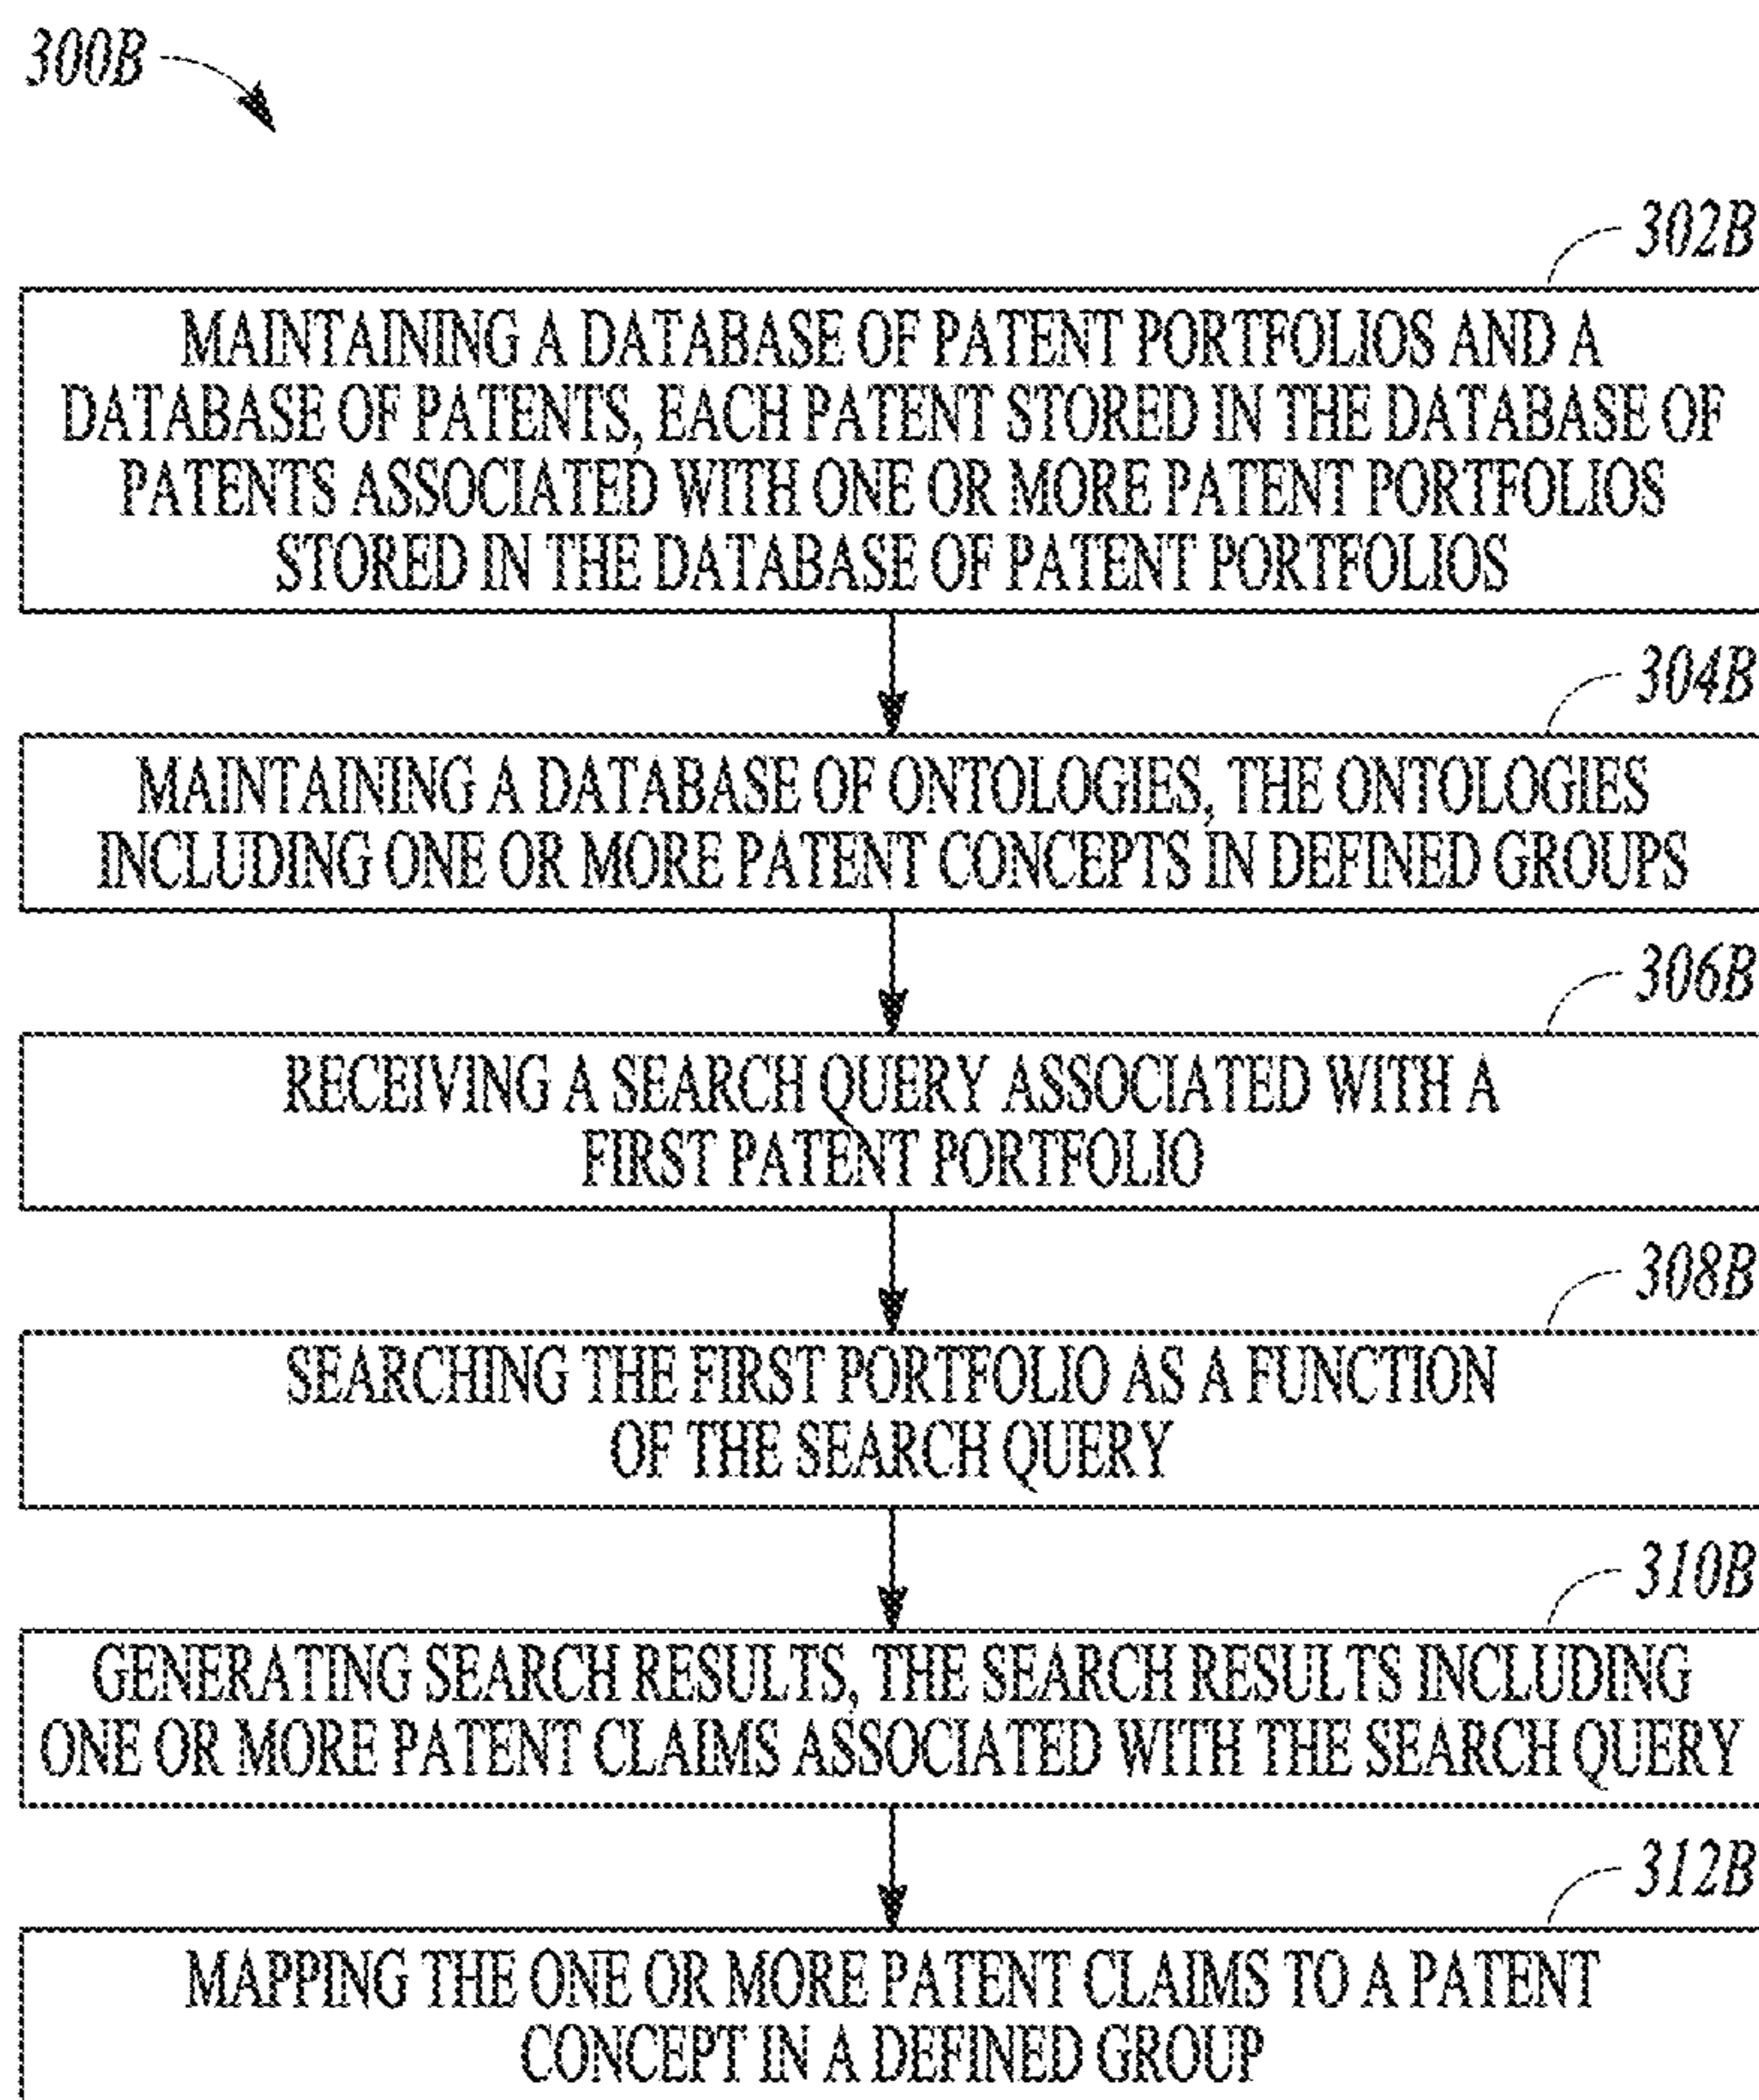 300B
302B
MAINTAINING A DATABASE OF PATENT PORTFOLIOS AND A
DATABASE OF PATENTS, EACH PATENT STORED IN THE DATABASE OF
PATENTS ASSOCIATED WITH ONE OR MORE PATENT PORTFOLIOS
STORED IN THE DATABASE OF PATENT PORTFOLIOS
304B
MAINTAINING A DATABASE OF ONTOLOGIES, THE ONTOLOGIES
INCLUDING ONE OR MORE PATENT CONCEPTS IN DEFINED GROUPS
306B
RECEIVING A SEARCH QUERY ASSOCIATED WITH A
FIRST PATENT PORTFOLIO
308B
SEARCHING THE FIRST PORTFOLIO AS A FUNCTION
OF THE SEARCH QUERY
310B
GENERATING SEARCH RESULTS, THE SEARCH RESULTS INCLUDING
ONE OR MORE PATENT CLAIMS ASSOCIATED WITH THE SEARCH QUERY
312B
MAPPING THE ONE OR MORE PATENT CLAIMS TO A PATENT
CONCEPT IN A DEFINED GROUP